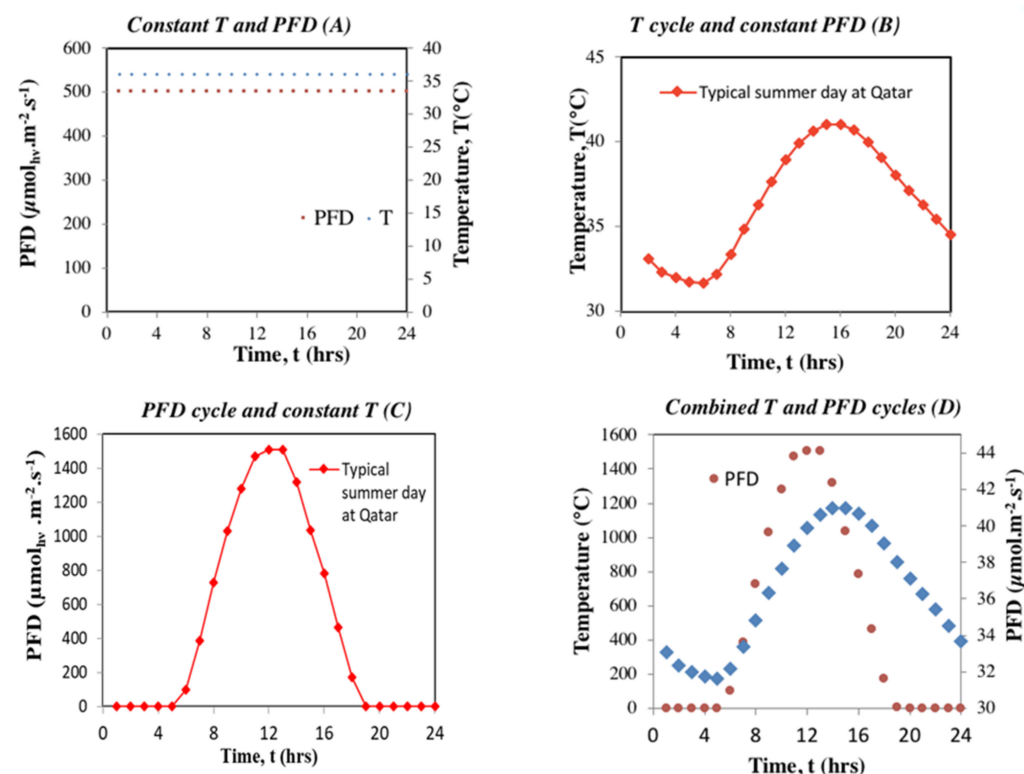 Constant T and PFD (A)
600
500
400
300
200
100
0
40
35
30
25
20
15
10
5
0
PFD (µmolhv.m-2.s-1)
Temperature, T(°C)
PFD
T
0 4 8 12 16 20 24
Time, t (hrs)
T cycle and constant PFD (B)
45
40
35
30
Temperature, T(°C)
Typical summer day at Qatar
0 4 8 12 16 20 24
Time, t (hrs)
PFD cycle and constant T (C)
1600
1400
1200
1000
800
600
400
200
0
PFD (µmolhv .m-2.s-1)
Typical
summer day
at Qatar
0 4 8 12 16 20 24
Time, t (hrs)
Combined T and PFD cycles (D)
1600
1400
1200
1000
800
600
400
200
0
44
42
40
38
36
34
32
30
Temperature (°C)
PFD (µmol.m-2.s-1)
PFD
0 4 8 12 16 20 24
Time, t (hrs)